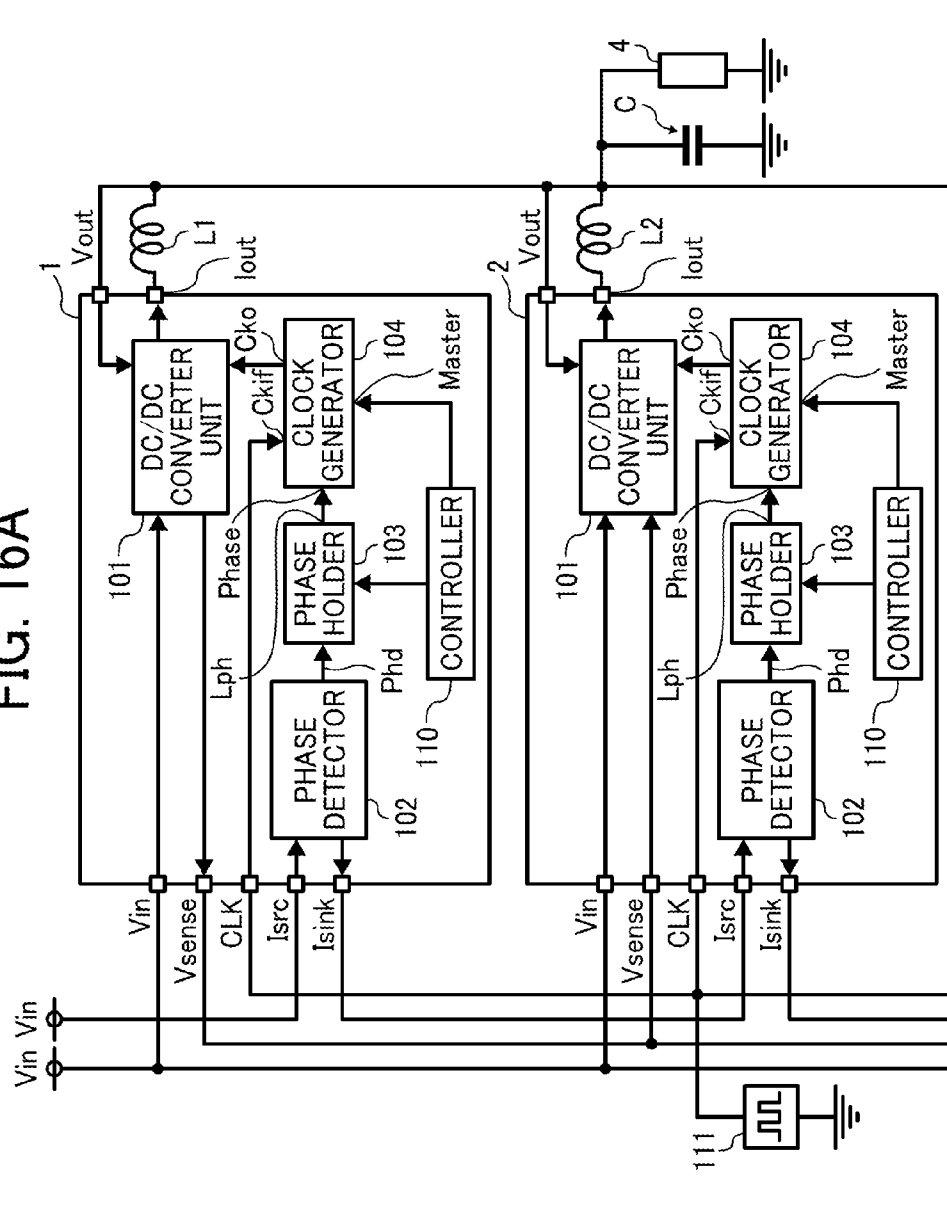 FIG. 16A
Vin
Vin
1
Vout
L1
Iout
101
DC/DC
CONVERTER
UNIT
Cko
Ckif
CLOCK
GENERATOR
104
Master
Phase
Lph
PHASE
HOLDER
103
Phd
PHASE
DETECTOR
102
CONTROLLER
110
Vin
Vsense
CLK
Isrc
Isink
2
Vout
L2
Iout
101
DC/DC
CONVERTER
UNIT
Cko
Ckif
CLOCK
GENERATOR
104
Master
Phase
Lph
PHASE
HOLDER
103
Phd
PHASE
DETECTOR
102
CONTROLLER
110
Vin
Vsense
CLK
Isrc
Isink
C
4
111